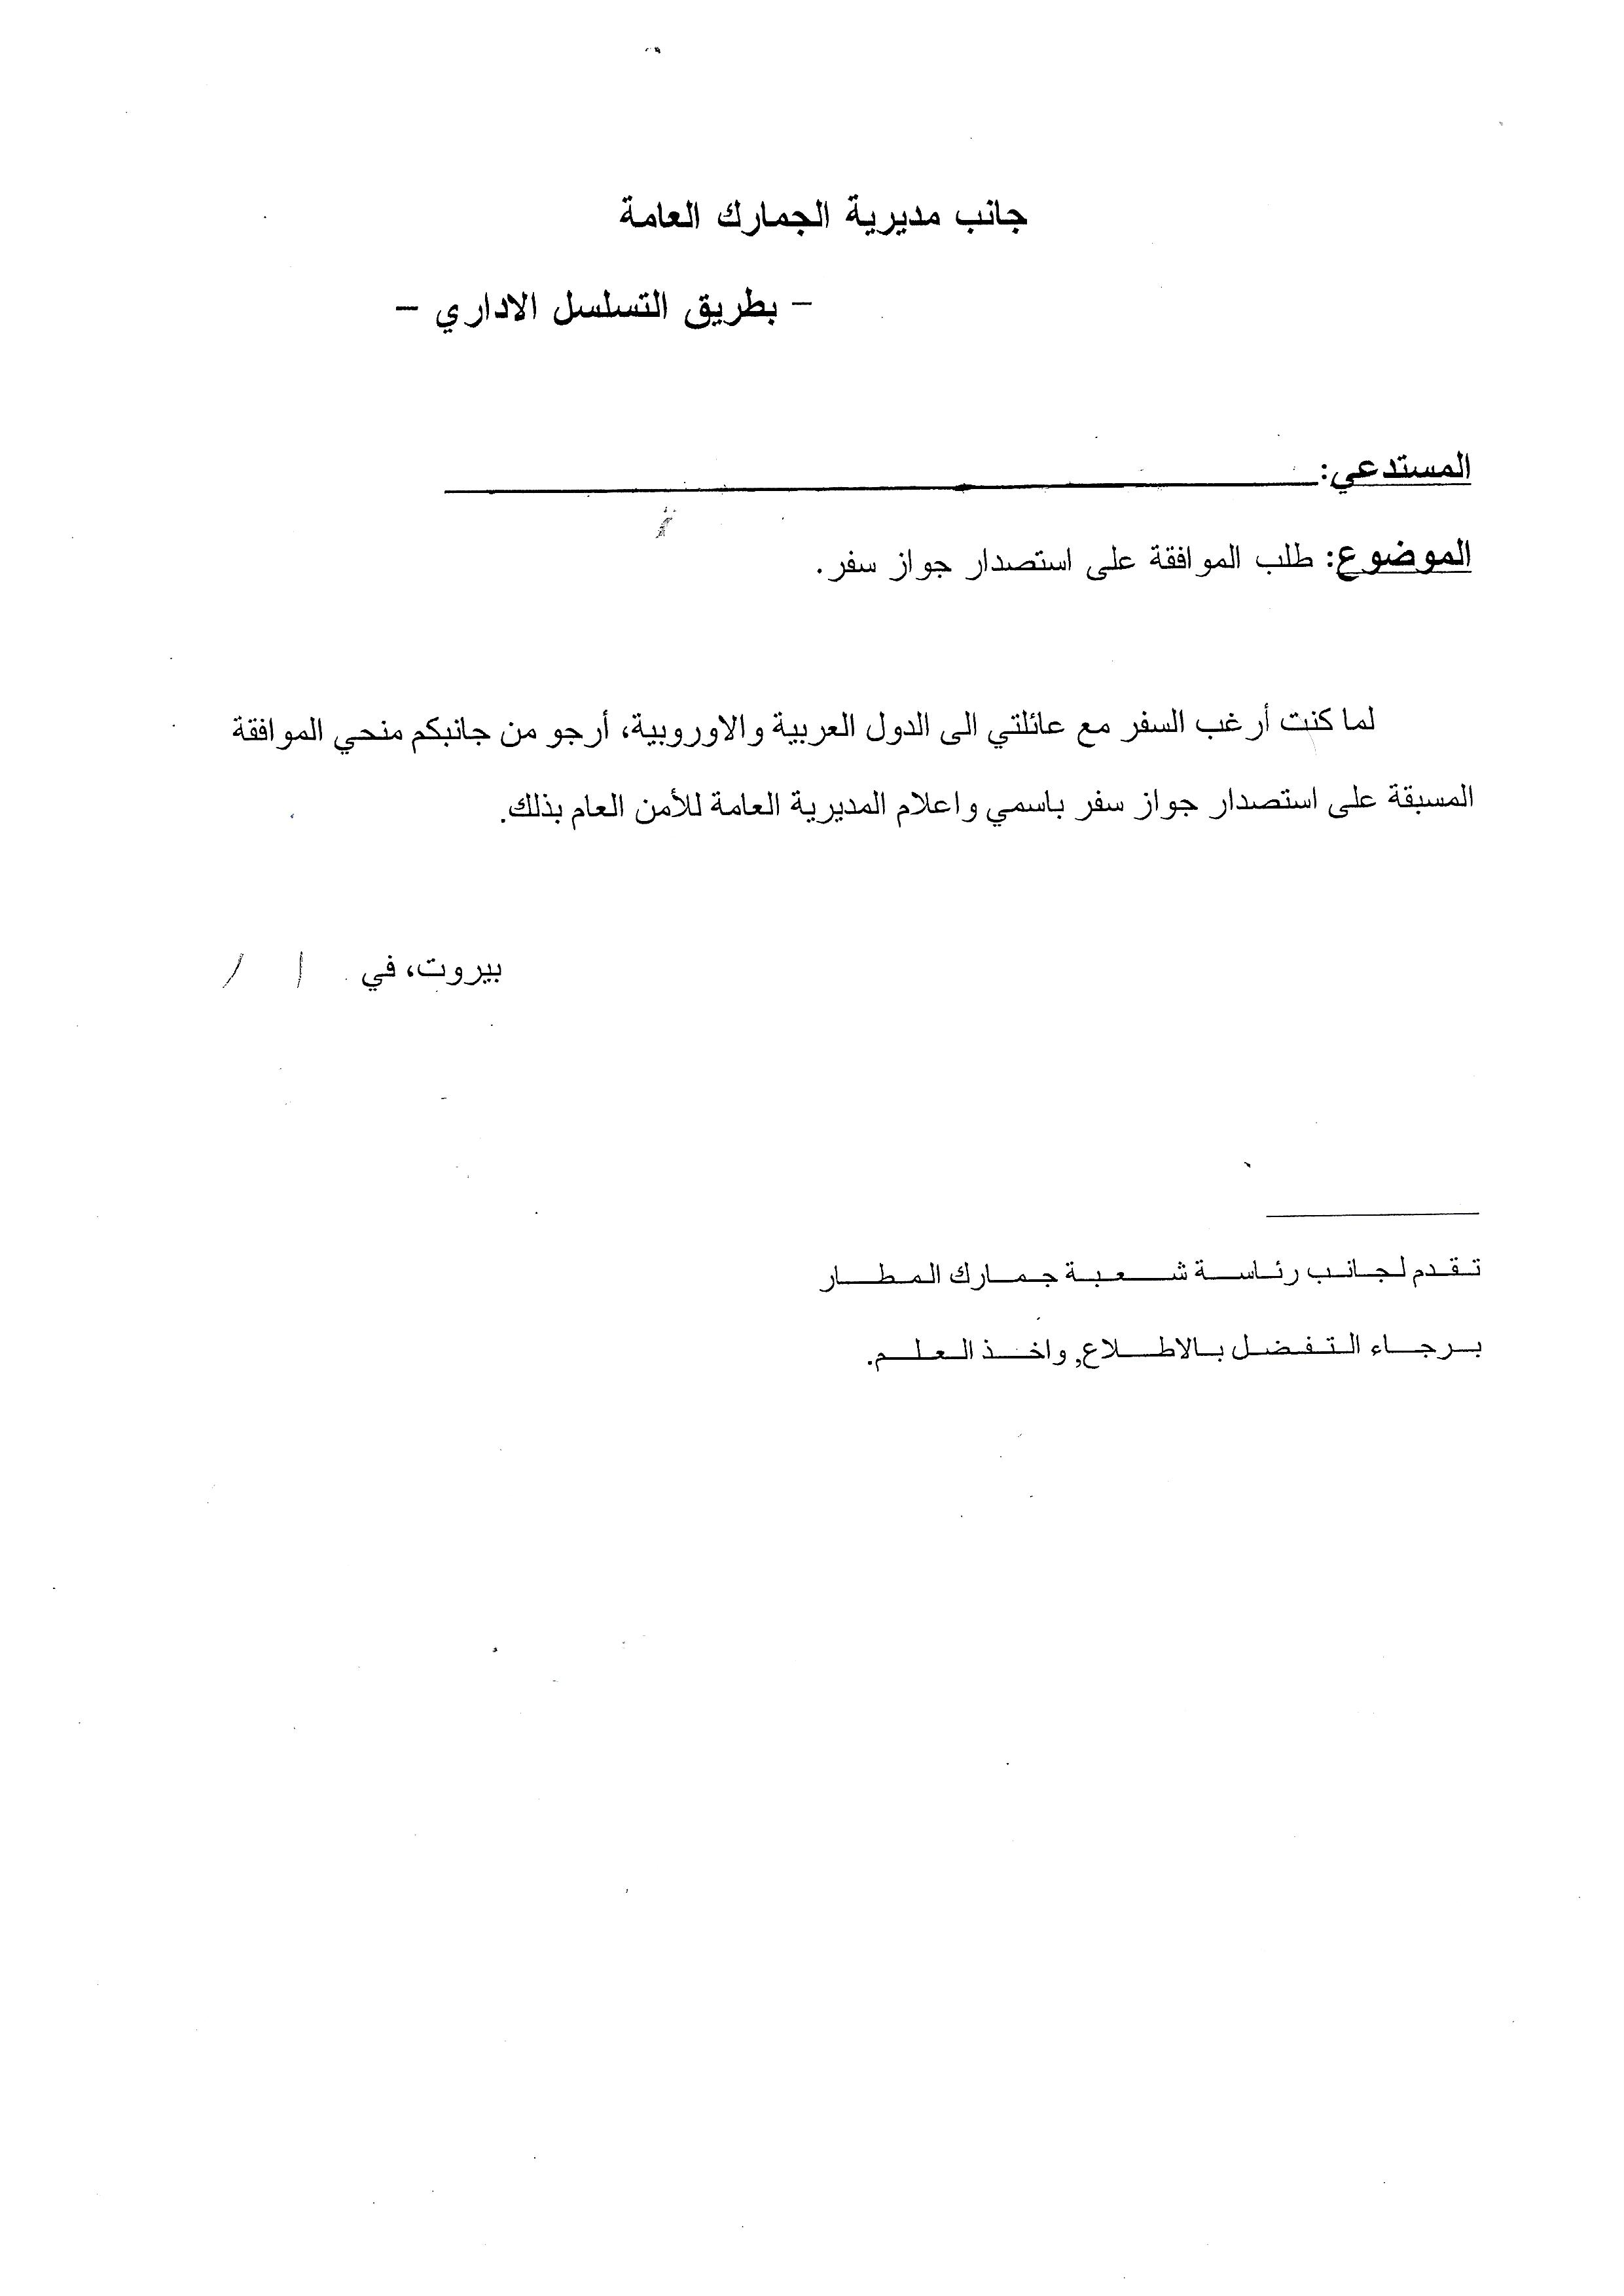 جانب مديرية الجمارك العامة
- بطريق التسلسل الاداري -
المستدعي:
الموضوع: طلب الموافقة على استصدار جواز سفر.
لما كنت أرغب السفر مع عائلتي الى الدول العربية والاوروبية، أرجو من جانبكم منحي الموافقة
المسبقة على استصدار جواز سفر باسمي واعلام المديرية العامة للأمن العام بذلك.
بيروت، في / /
تقدم لجانب رئاسة شعبة جمارك المطار
برجاء التفضل بالاطلاع, واخذ العلم.